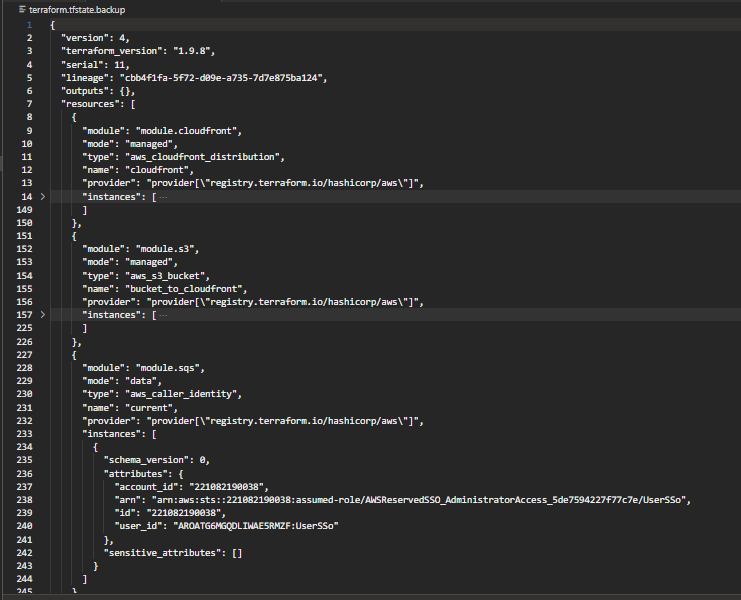 terraform.tfstate.backup
1 {
2 "version": 4,
3 "terraform_version": "1.9.8",
4 "serial": 11,
5 "lineage": "cbb4f1fa-5f72-d09e-a735-7d7e875ba124",
6 "outputs": {},
7 "resources": [
8 {
9 "module": "module.cloudfront",
10 "mode": "managed",
11 "type": "aws_cloudfront_distribution",
12 "name": "cloudfront",
13 "provider": "provider[\"registry.terraform.io/hashicorp/aws\"]",
14 > "instances": [ ···
149 ]
150 },
151 {
152 "module": "module.s3",
153 "mode": "managed",
154 "type": "aws_s3_bucket",
155 "name": "bucket_to_cloudfront",
156 "provider": "provider[\"registry.terraform.io/hashicorp/aws\"]",
157 > "instances": [ ···
225 ]
226 },
227 {
228 "module": "module.sqs",
229 "mode": "data",
230 "type": "aws_caller_identity",
231 "name": "current",
232 "provider": "provider[\"registry.terraform.io/hashicorp/aws\"]",
233 "instances": [
234 {
235 "schema_version": 0,
236 "attributes": {
237 "account_id": "221082190038",
238 "arn": "arn:aws:sts::221082190038:assumed-role/AWSReservedSSO_AdministratorAccess_5de7594227f77c7e/UserSSo",
239 "id": "221082190038",
240 "user_id": "AROATG6MGQDLIWAE5RMZF:UserSSo"
241 },
242 "sensitive_attributes": []
243 }
244 ]
245 }